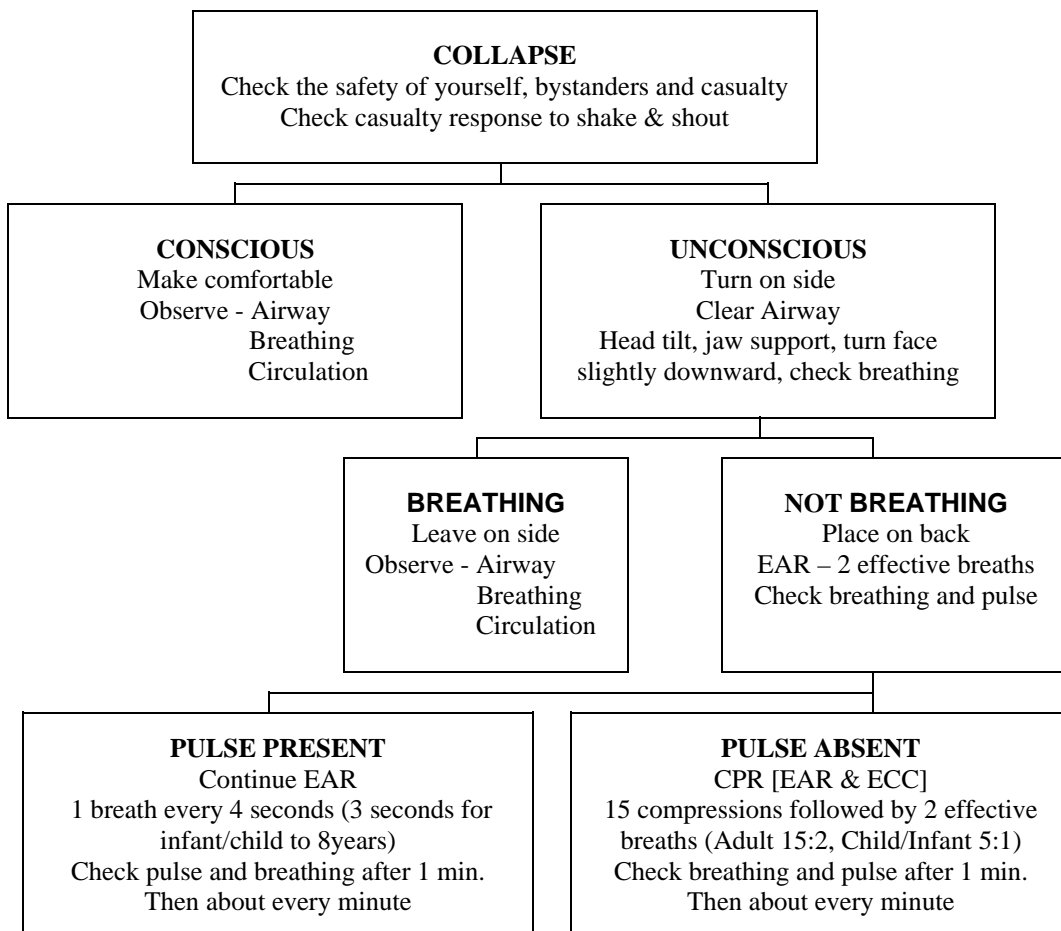 COLLAPSE
Check the safety of yourself, bystanders and casualty
Check casualty response to shake & shout
CONSCIOUS
Make comfortable
Observe - Airway
Breathing
Circulation
UNCONSCIOUS
Turn on side
Clear Airway
Head tilt, jaw support, turn face
slightly downward, check breathing
BREATHING
Leave on side
Observe - Airway
Breathing
Circulation
NOT BREATHING
Place on back
EAR – 2 effective breaths
Check breathing and pulse
PULSE PRESENT
Continue EAR
1 breath every 4 seconds (3 seconds for
infant/child to 8years)
Check pulse and breathing after 1 min.
Then about every minute
PULSE ABSENT
CPR [EAR & ECC]
15 compressions followed by 2 effective
breaths (Adult 15:2, Child/Infant 5:1)
Check breathing and pulse after 1 min.
Then about every minute